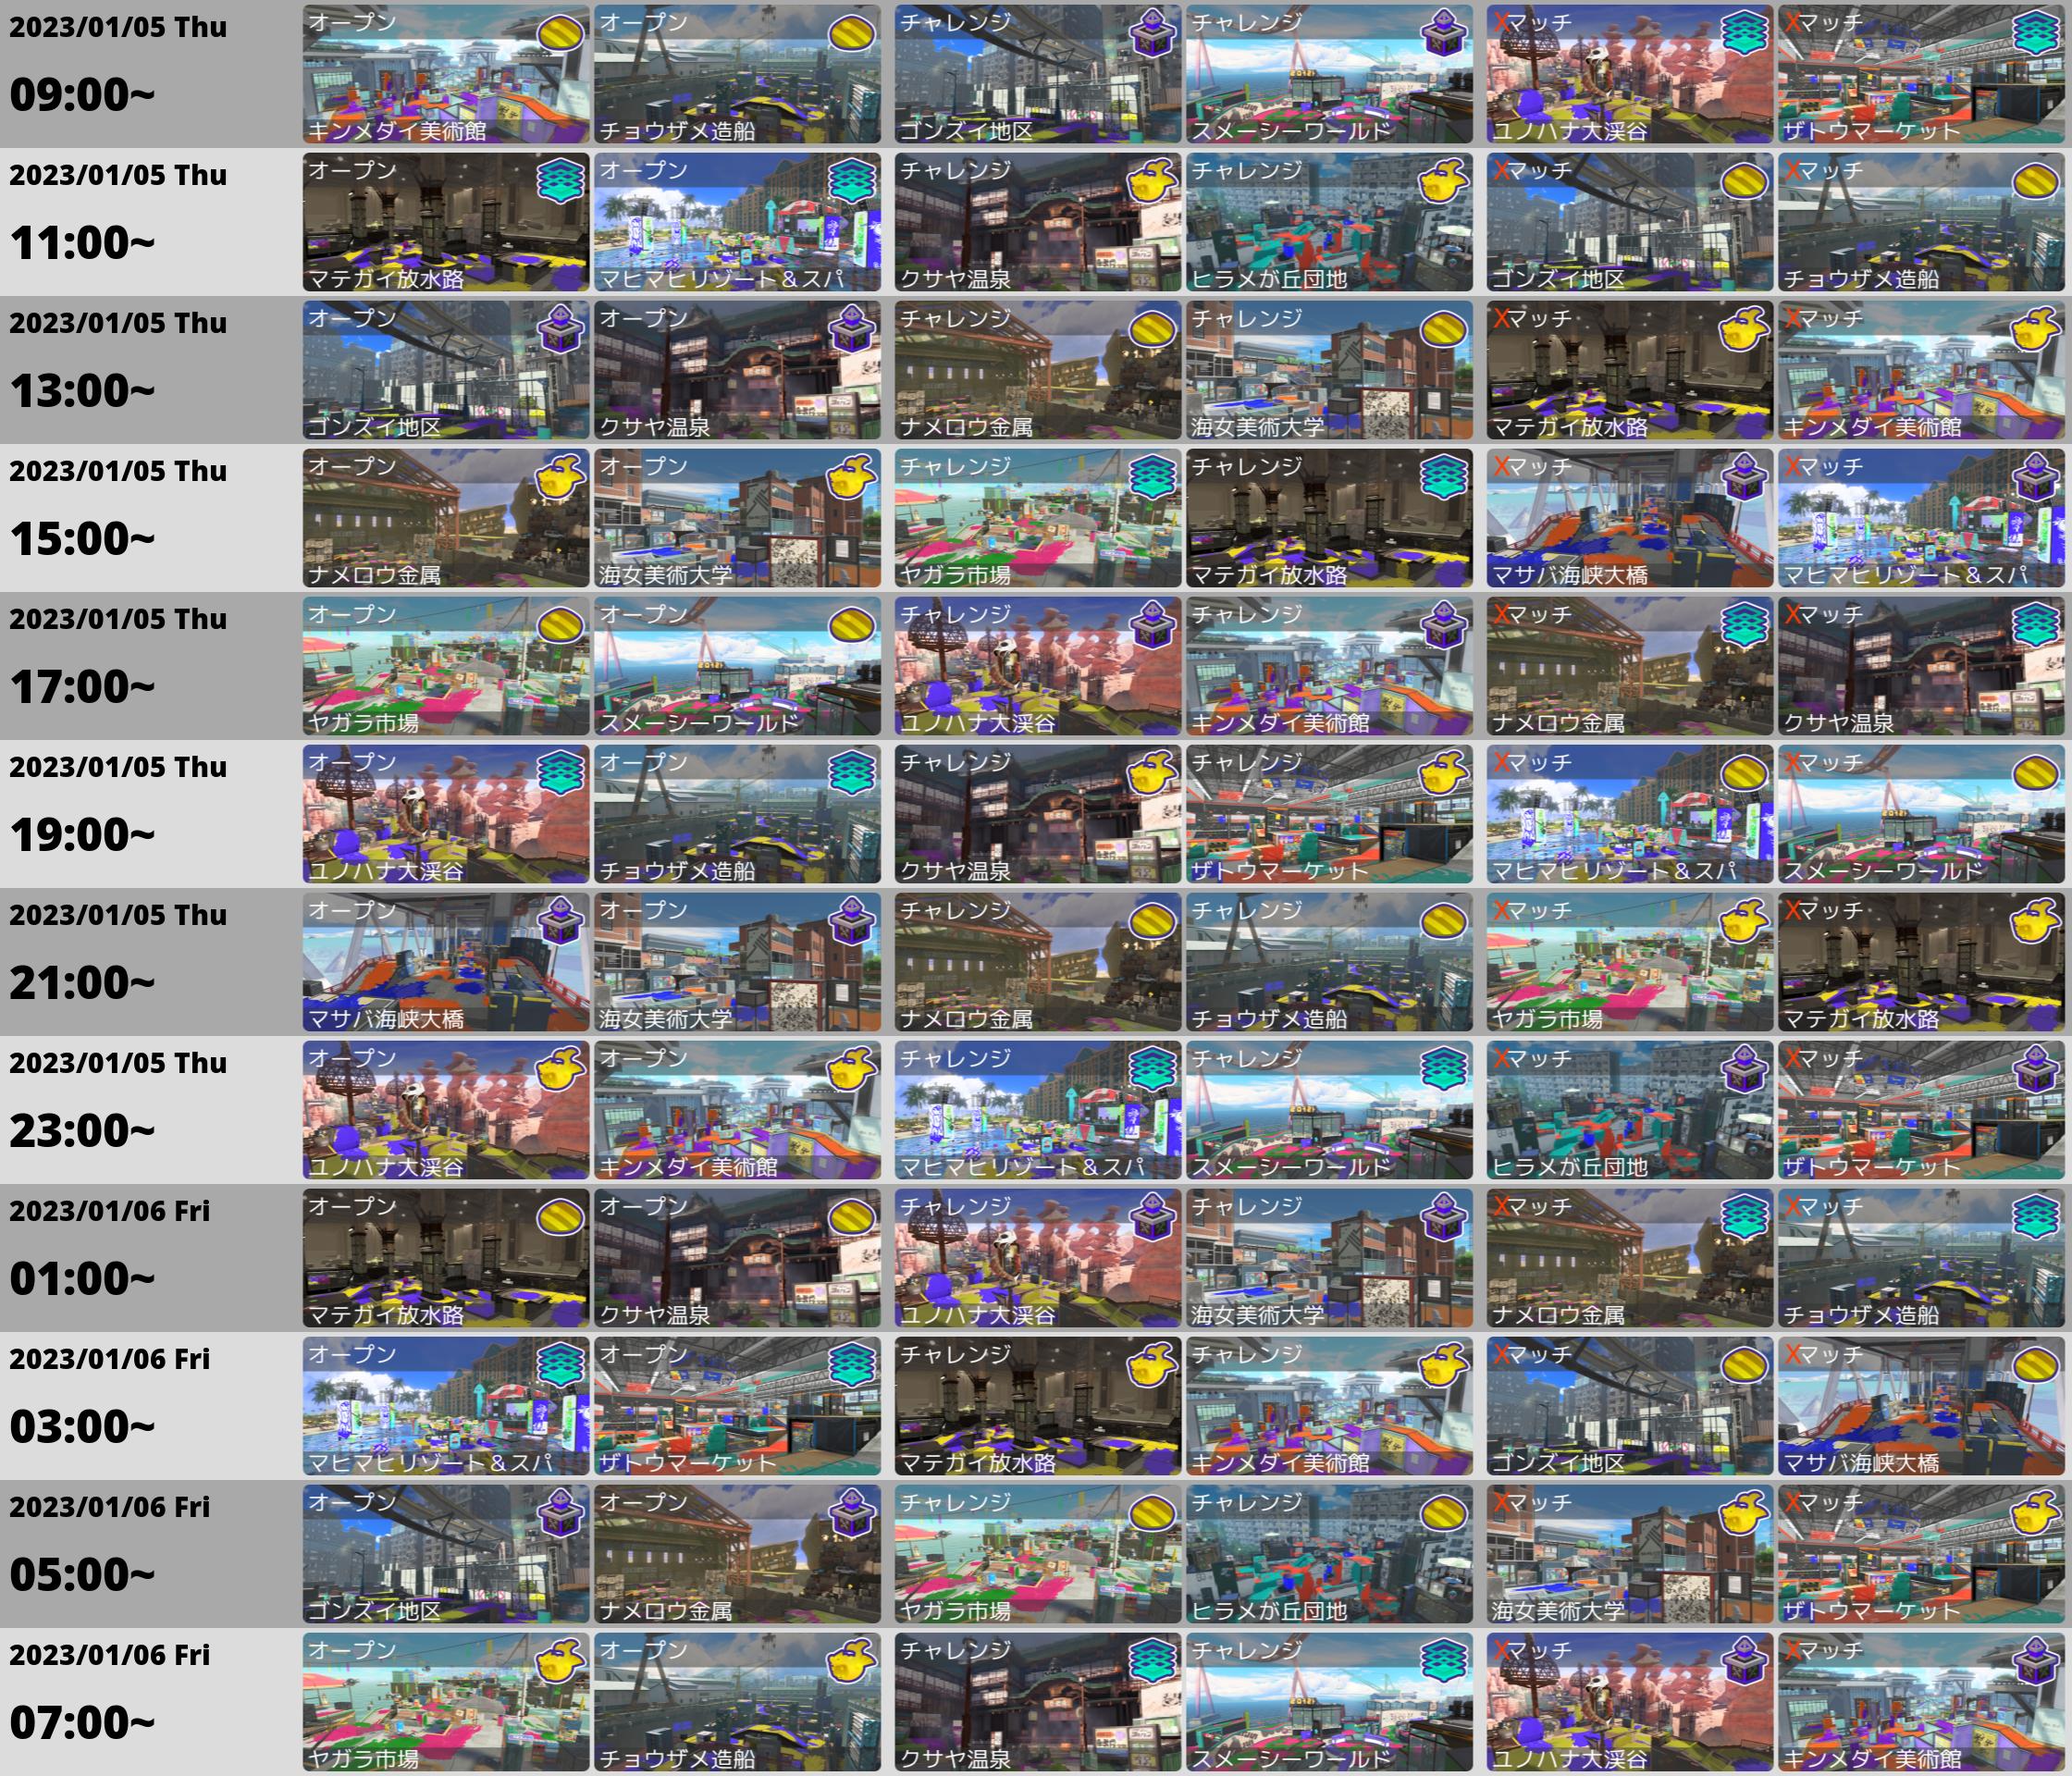 2023/01/05 Thu
09:00~
オープン オープン チャレンジ チャレンジ Xマッチ Xマッチ
キンメダイ美術館 チョウザメ造船 ゴンズイ地区 スメーシーワールド ユノハナ大渓谷 ザトウマーケット
2023/01/05 Thu
11:00~
オープン オープン チャレンジ チャレンジ Xマッチ Xマッチ
マテガイ放水路 マヒマヒリゾート＆スパ クサヤ温泉 ヒラメが丘団地 ゴンズイ地区 チョウザメ造船
2023/01/05 Thu
13:00~
オープン オープン チャレンジ チャレンジ Xマッチ Xマッチ
ゴンズイ地区 クサヤ温泉 ナメロウ金属 海女美術大学 マテガイ放水路 キンメダイ美術館
2023/01/05 Thu
15:00~
オープン オープン チャレンジ チャレンジ Xマッチ Xマッチ
ナメロウ金属 海女美術大学 ヤガラ市場 マテガイ放水路 マサバ海峡大橋 マヒマヒリゾート＆スパ
2023/01/05 Thu
17:00~
オープン オープン チャレンジ チャレンジ Xマッチ Xマッチ
ヤガラ市場 スメーシーワールド ユノハナ大渓谷 キンメダイ美術館 ナメロウ金属 クサヤ温泉
2023/01/05 Thu
19:00~
オープン オープン チャレンジ チャレンジ Xマッチ Xマッチ
ユノハナ大渓谷 チョウザメ造船 クサヤ温泉 ザトウマーケット マヒマヒリゾート＆スパ スメーシーワールド
2023/01/05 Thu
21:00~
オープン オープン チャレンジ チャレンジ Xマッチ Xマッチ
マサバ海峡大橋 海女美術大学 ナメロウ金属 チョウザメ造船 ヤガラ市場 マテガイ放水路
2023/01/05 Thu
23:00~
オープン オープン チャレンジ チャレンジ Xマッチ Xマッチ
ユノハナ大渓谷 キンメダイ美術館 マヒマヒリゾート＆スパ スメーシーワールド ヒラメが丘団地 ザトウマーケット
2023/01/06 Fri
01:00~
オープン オープン チャレンジ チャレンジ Xマッチ Xマッチ
マテガイ放水路 クサヤ温泉 ユノハナ大渓谷 海女美術大学 ナメロウ金属 チョウザメ造船
2023/01/06 Fri
03:00~
オープン オープン チャレンジ チャレンジ Xマッチ Xマッチ
マヒマヒリゾート＆スパ ザトウマーケット マテガイ放水路 キンメダイ美術館 ゴンズイ地区 マサバ海峡大橋
2023/01/06 Fri
05:00~
オープン オープン チャレンジ チャレンジ Xマッチ Xマッチ
ゴンズイ地区 ナメロウ金属 ヤガラ市場 ヒラメが丘団地 海女美術大学 ザトウマーケット
2023/01/06 Fri
07:00~
オープン オープン チャレンジ チャレンジ Xマッチ Xマッチ
ヤガラ市場 チョウザメ造船 クサヤ温泉 スメーシーワールド ユノハナ大渓谷 キンメダイ美術館